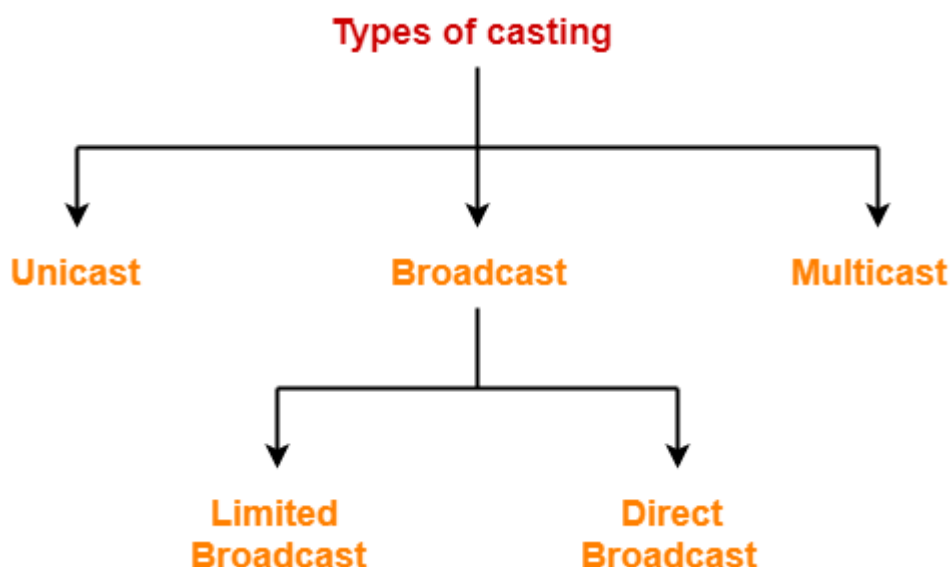 Types of casting
Unicast
Broadcast
Multicast
Limited
Broadcast
Direct
Broadcast